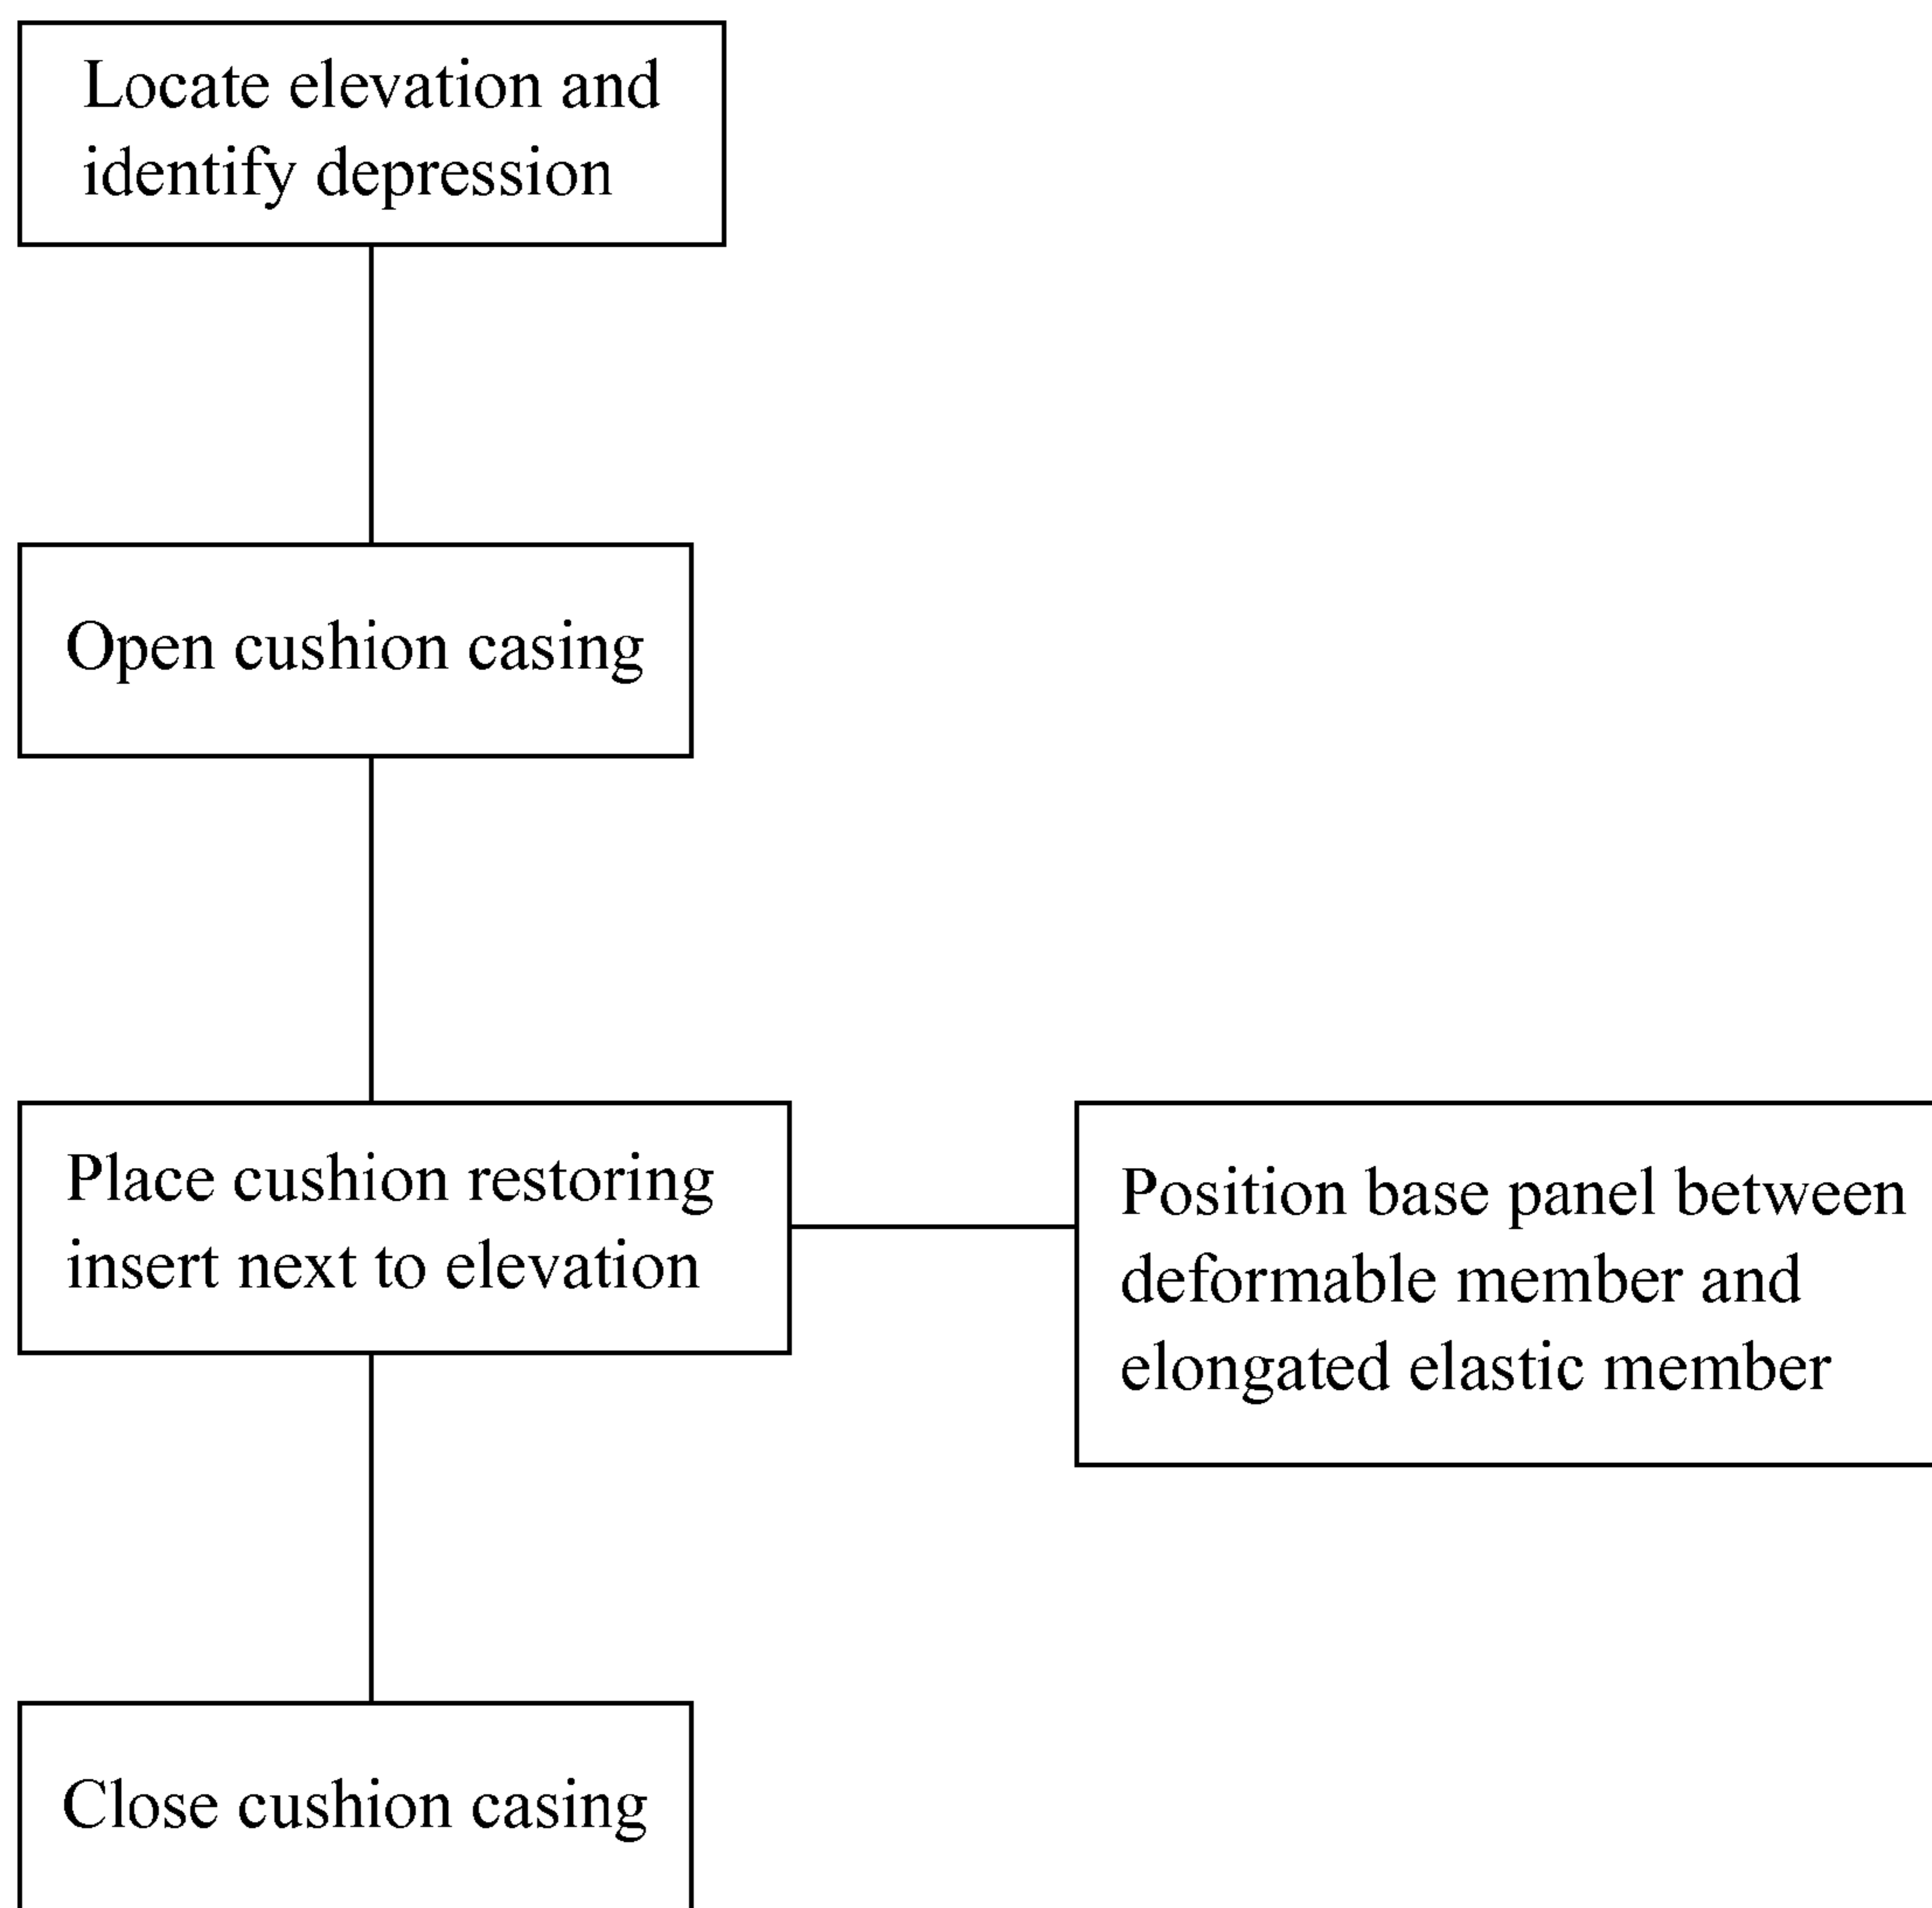 Locate elevation and
identify depression
Open cushion casing
Place cushion restoring
insert next to elevation
Position base panel between
deformable member and
elongated elastic member
Close cushion casing